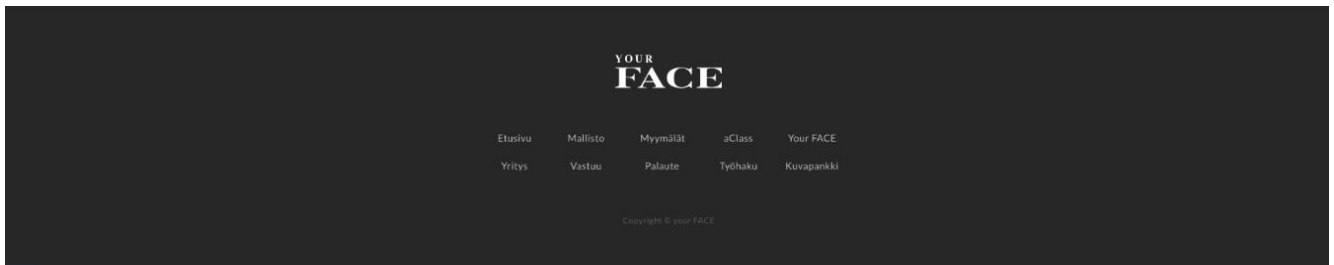 YOUR
FACE
Etusivu Mallisto Myymälät aClass Your FACE
Yritys Vastuu Palaute Työhaku Kuvapankki
Copyright © your FACE